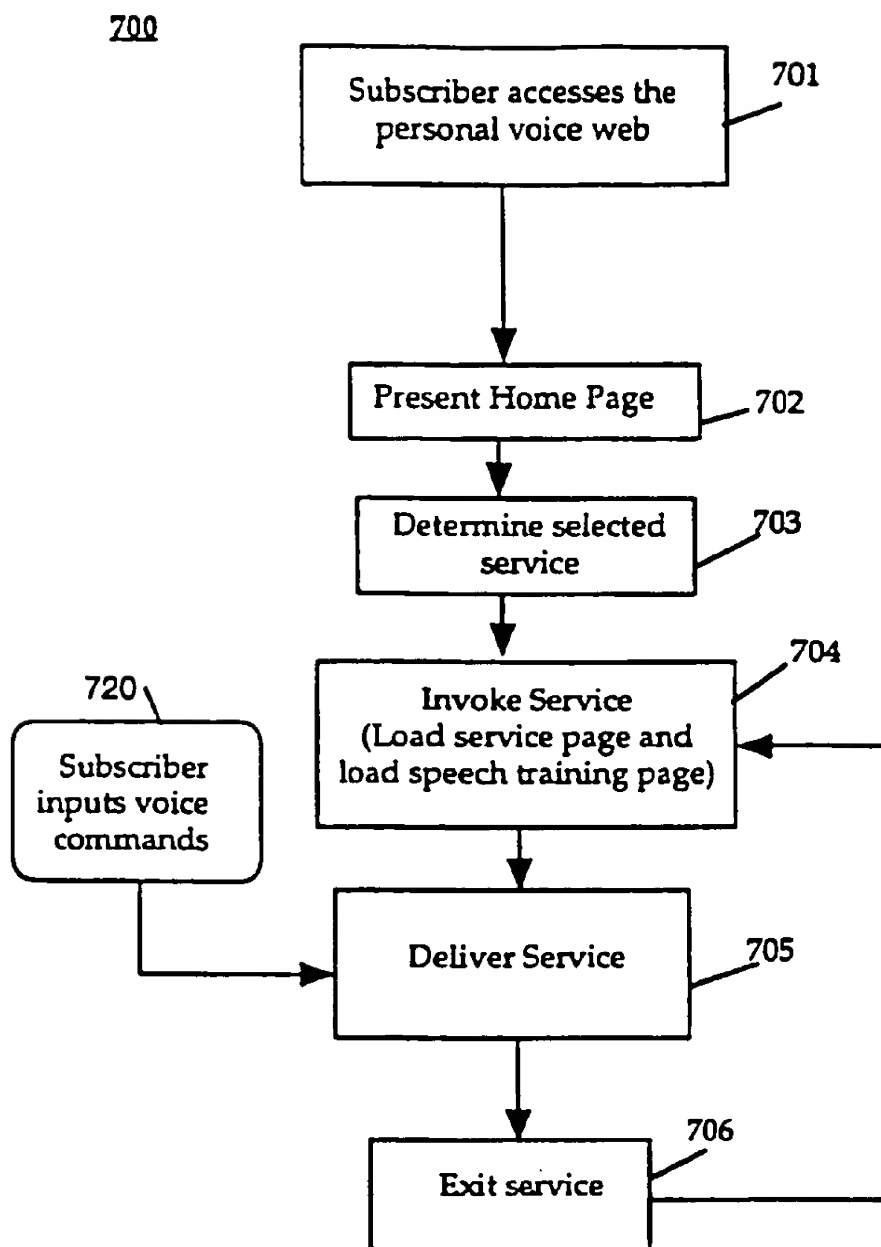 700
Subscriber accesses the
personal voice web
701
Present Home Page
702
Determine selected
service
703
Invoke Service
(Load service page and
load speech training page)
704
720
Subscriber
inputs voice
commands
Deliver Service
705
Exit service
706